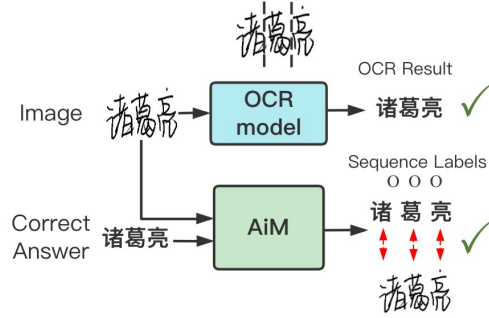 诸葛亮
OCR Result
Image
诸葛亮
OCR model
诸葛亮
Sequence Labels
O O O
诸 葛 亮
Correct Answer
诸葛亮
AiM
诸葛亮